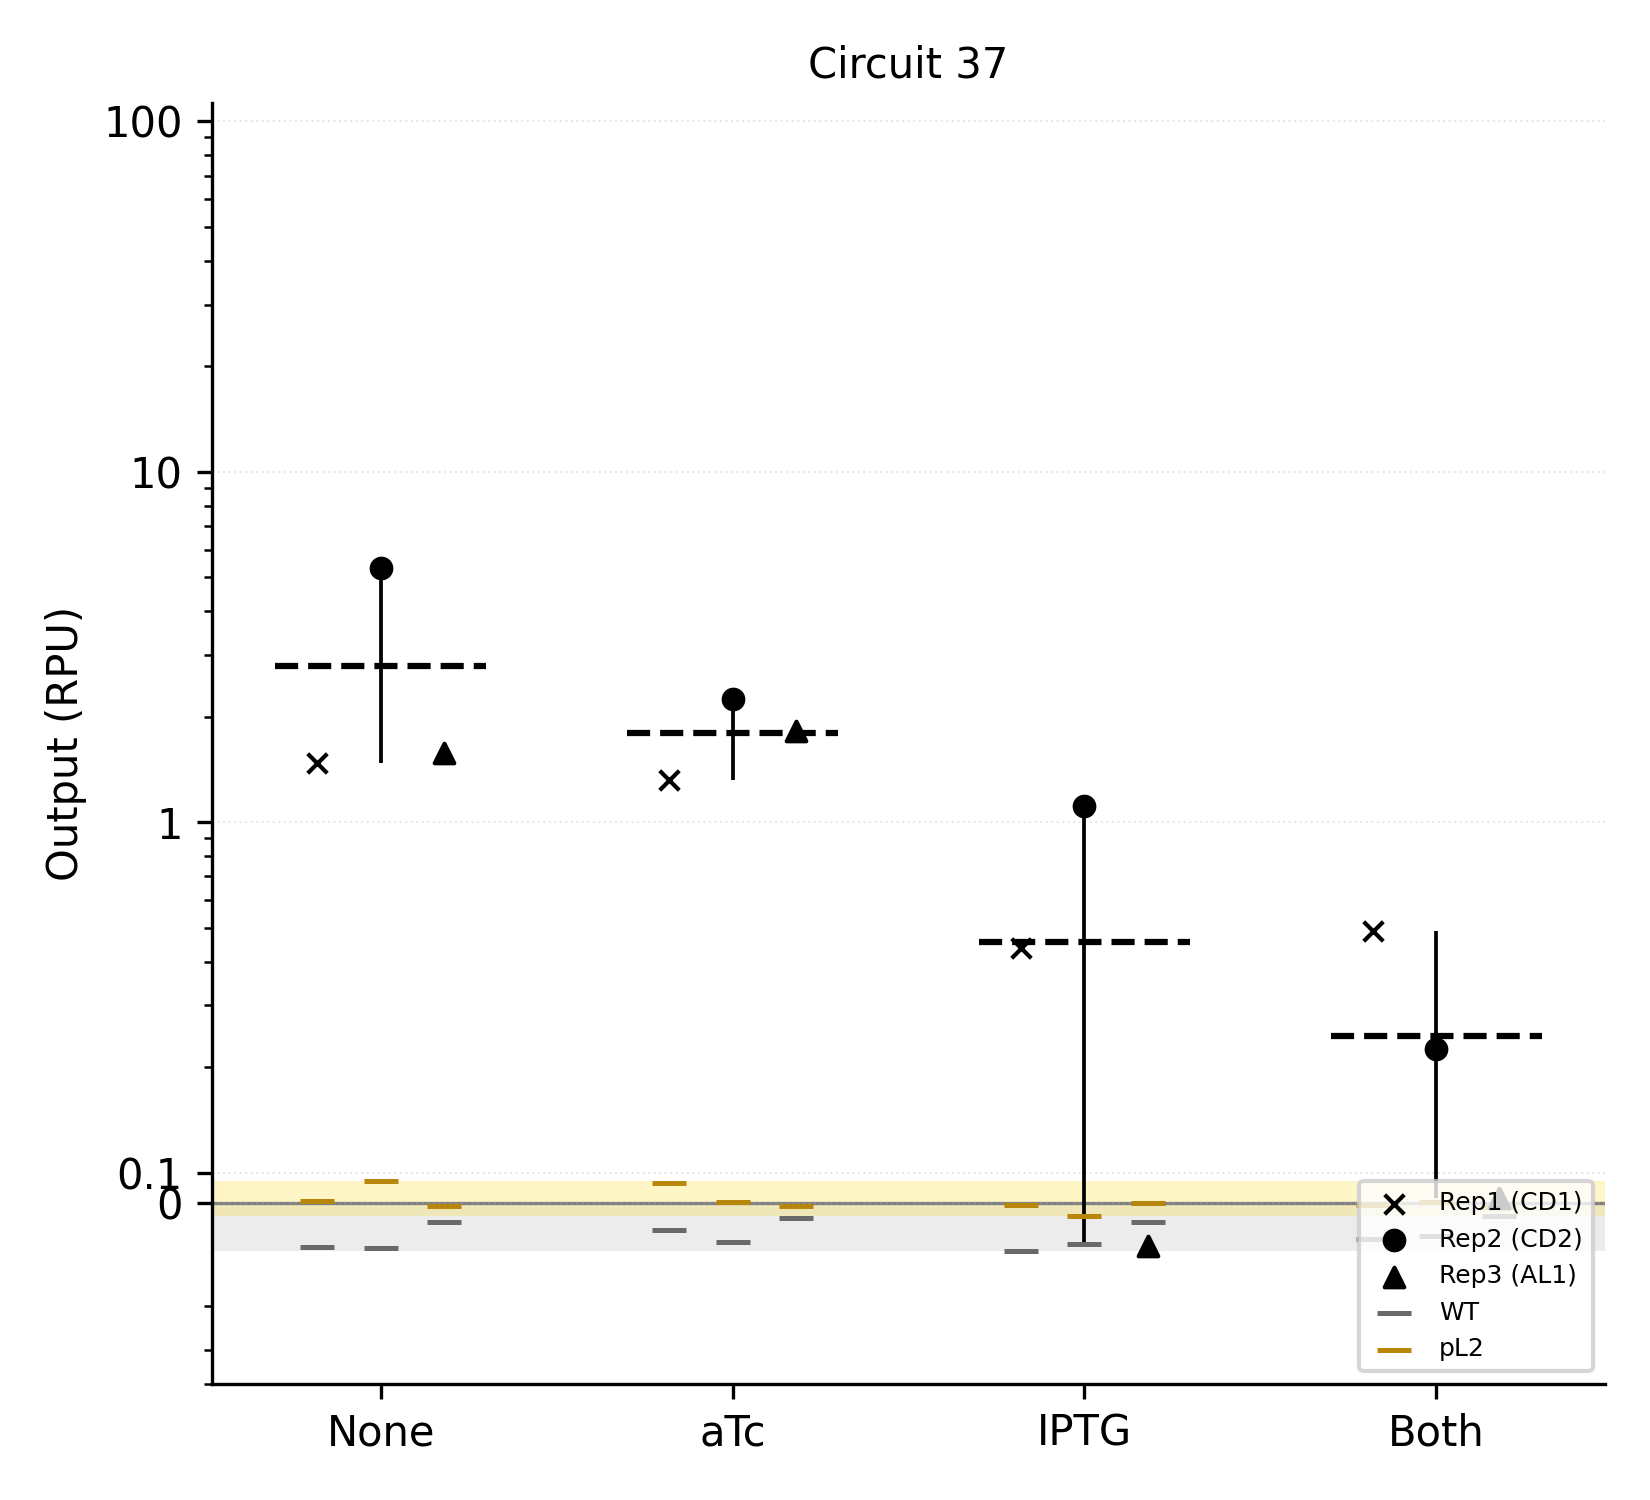 Circuit 37
100
10
1
0.1
0
Output (RPU)
None
aTc
IPTG
Both
Rep1 (CD1)
Rep2 (CD2)
Rep3 (AL1)
WT
pL2